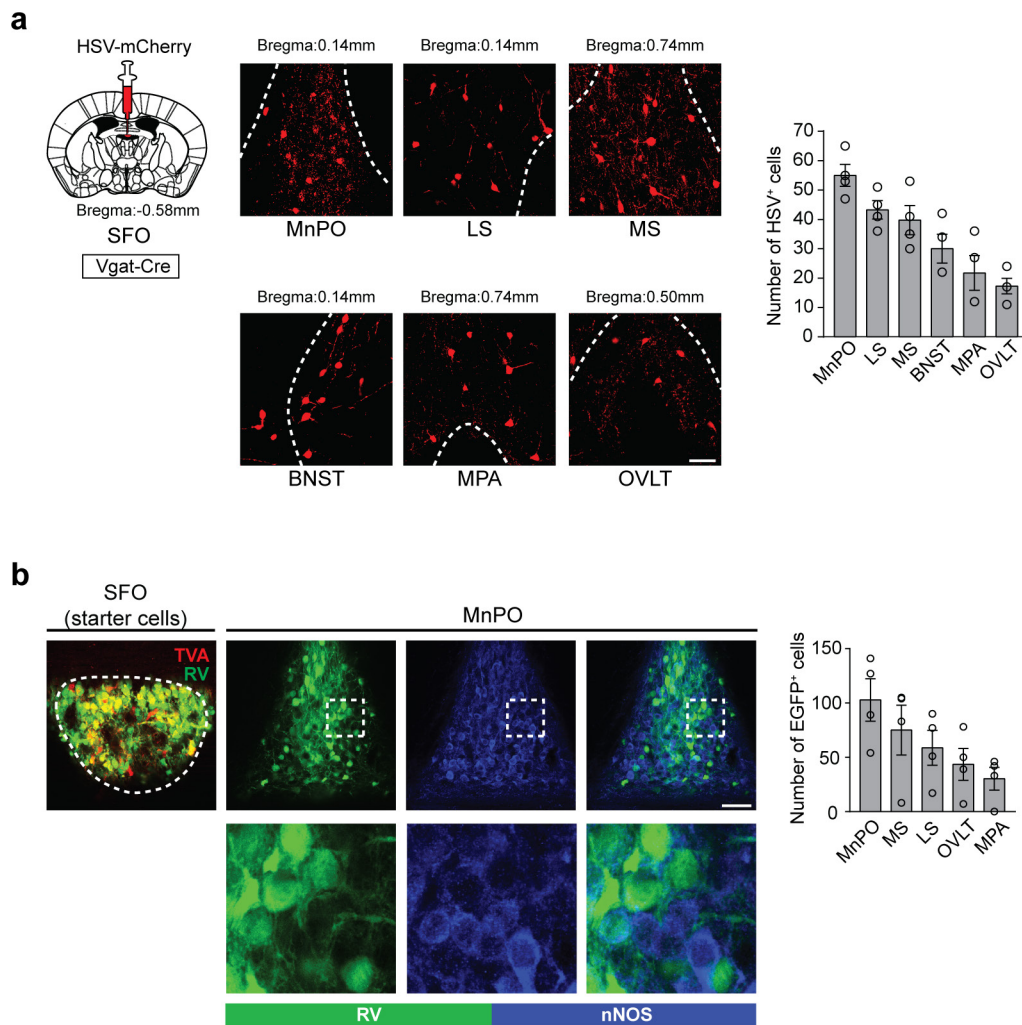 a
HSV-mCherry
Bregma:-0.58mm
SFO
Vgat-Cre
Bregma:0.14mm
Bregma:0.14mm
Bregma:0.74mm
MnPO
LS
MS
Bregma:0.14mm
Bregma:0.74mm
Bregma:0.50mm
BNST
MPA
OVLT
Number of HSV⁺ cells
70
60
50
40
30
20
10
0
MnPO
LS
MS
BNST
MPA
OVLT
b
SFO
(starter cells)
TVA
RV
MnPO
RV
nNOS
Number of EGFP⁺ cells
150
100
50
0
MnPO
MS
LS
OVLT
MPA